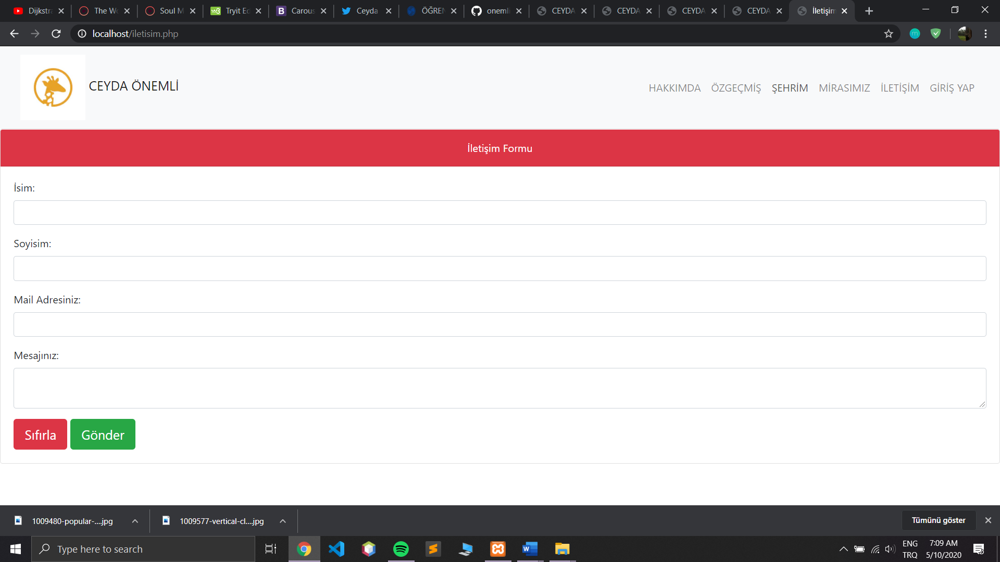 Dijkstr
The Wo
Soul M
Tryit Ed
Carous
Ceyda
ÖĞREN
onemli
CEYDA
CEYDA
CEYDA
CEYDA
İletişim
localhost/iletisim.php
CEYDA ÖNEMLİ
HAKKIMDA ÖZGEÇMİŞ ŞEHRİM MİRASIMIZ İLETİŞİM GİRİŞ YAP
İletişim Formu
İsim:
Soyisim:
Mail Adresiniz:
Mesajınız:
Sıfırla Gönder
1009480-popular-....jpg
1009577-vertical-cl....jpg
Tümünü göster
Type here to search
ENG
TRQ
7:09 AM
5/10/2020